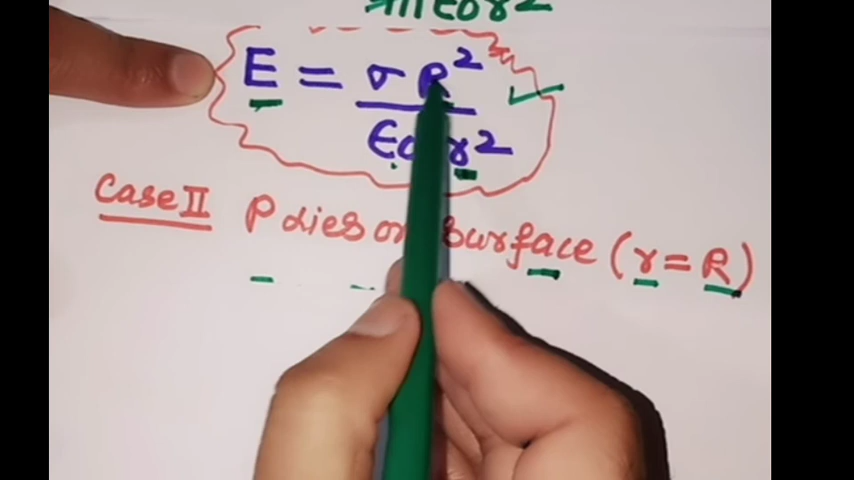 E = σR²
ε₀r²
Case II P lies on surface (r=R)